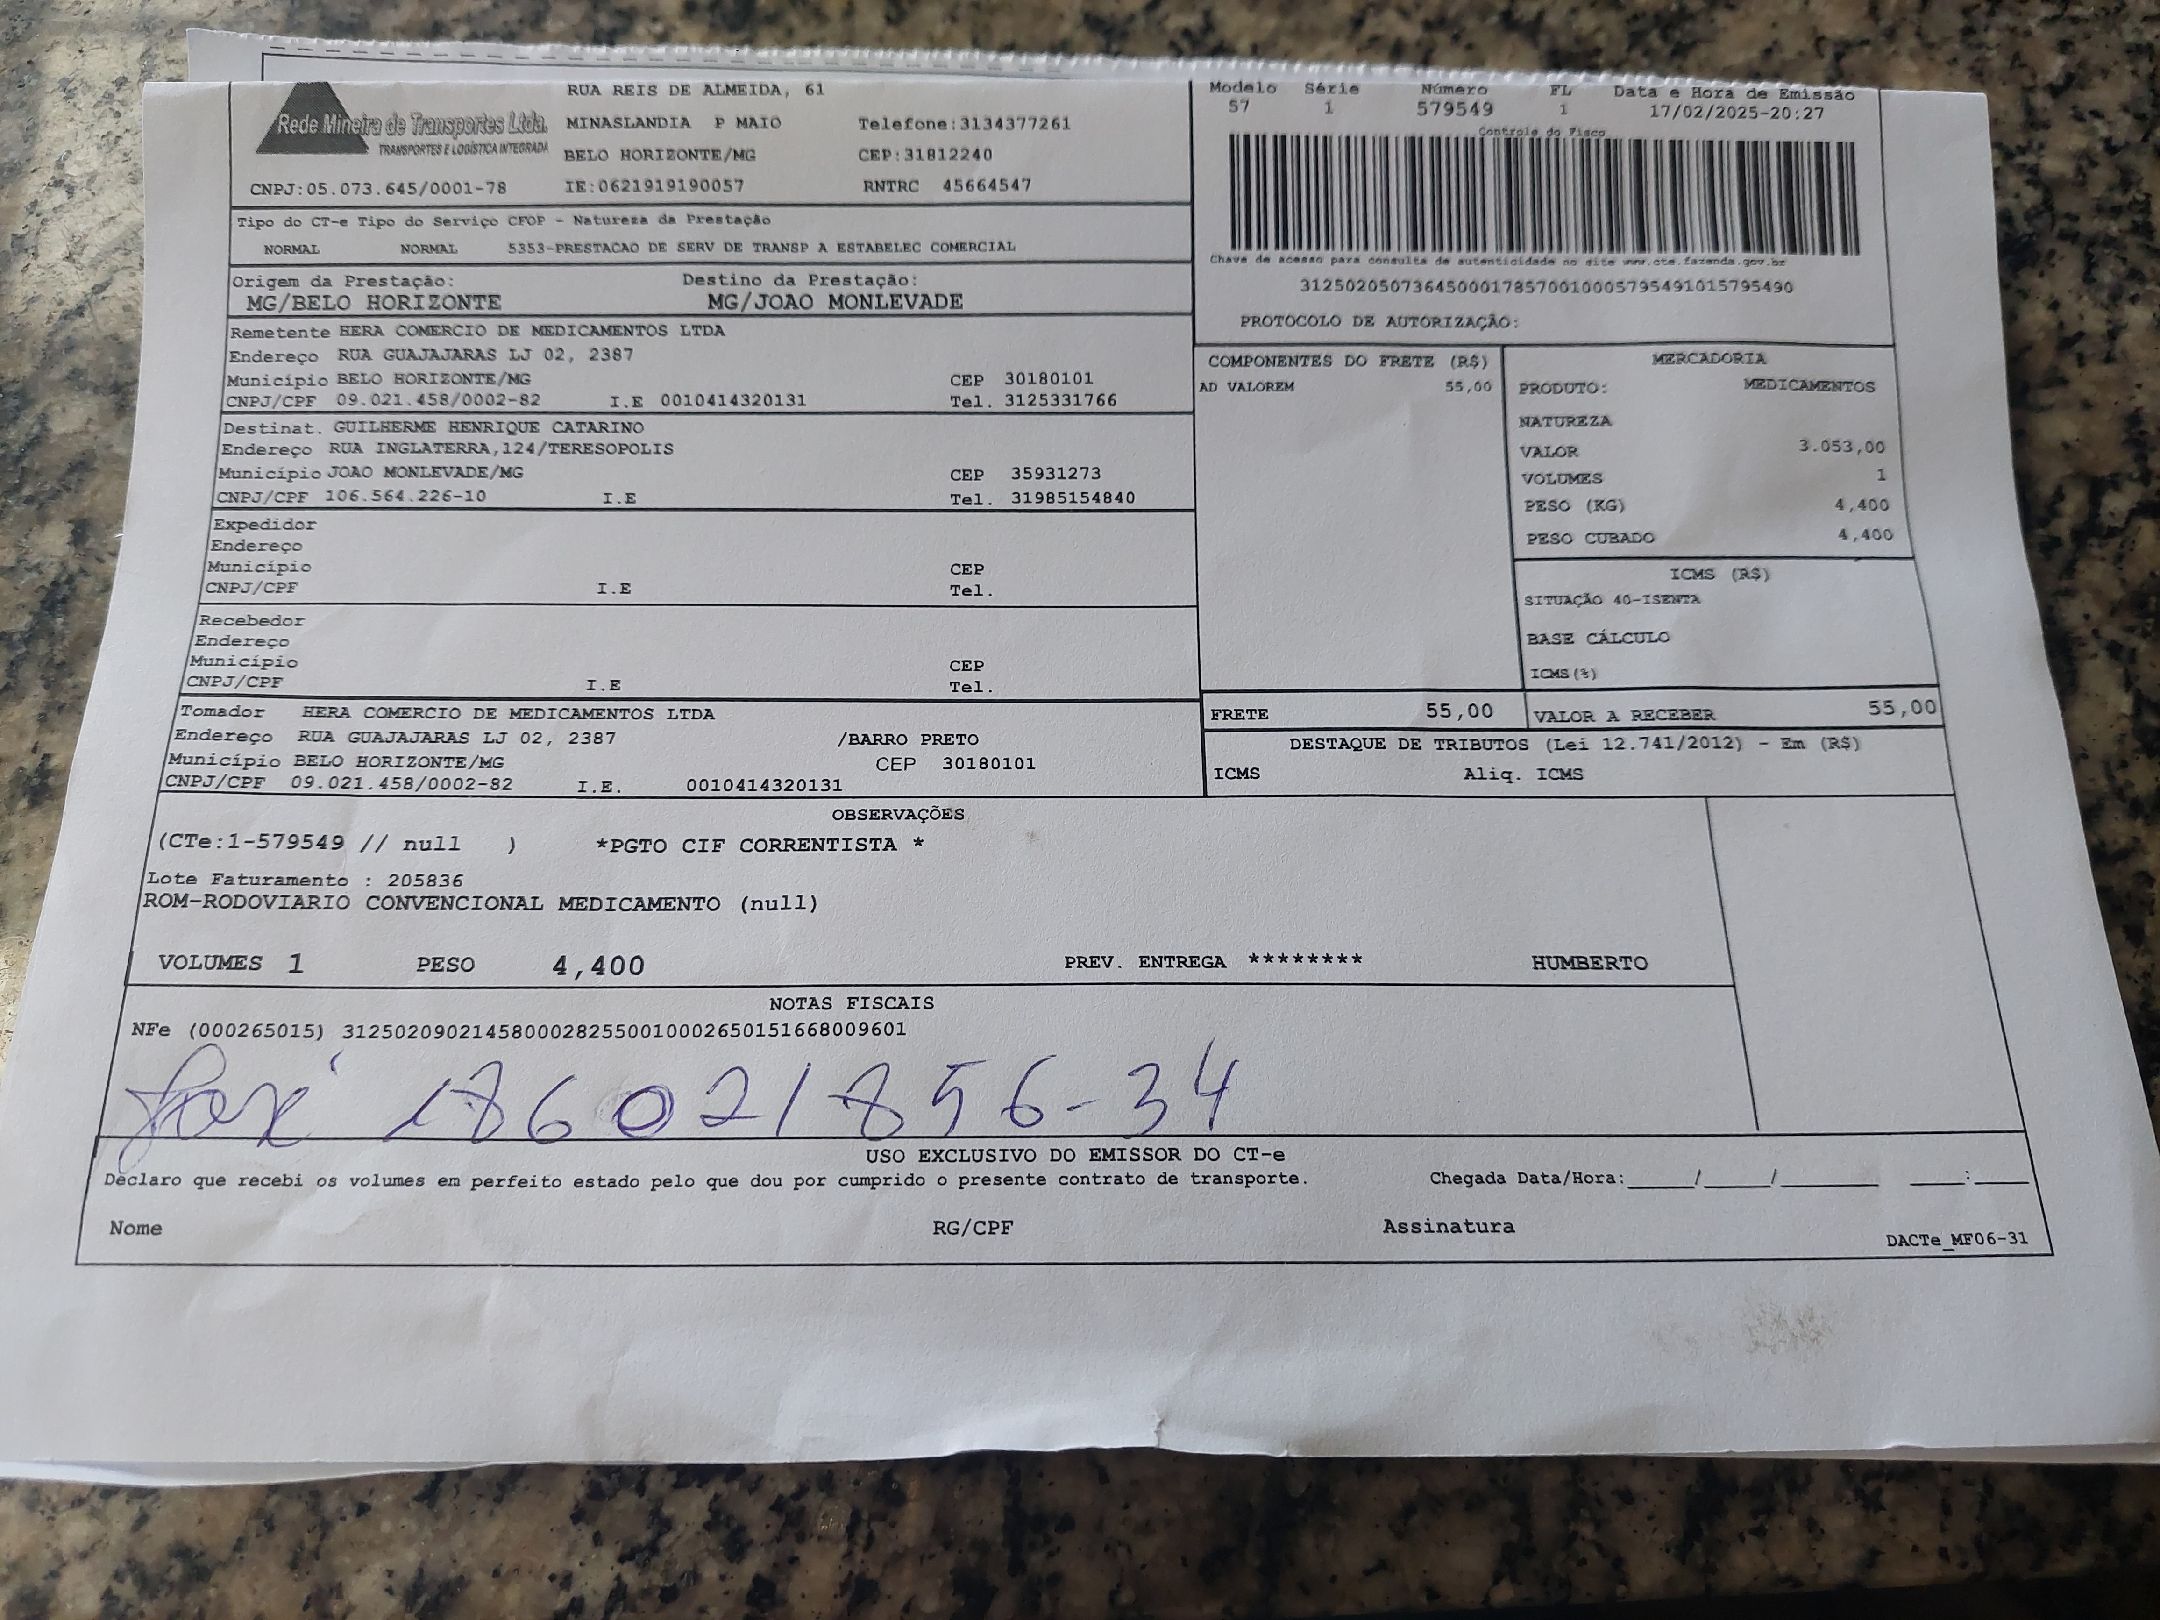 Rede Mineira de Transportes Ltda.
TRANSPORTES E LOGÍSTICA INTEGRADA
CNPJ:05.073.645/0001-78
RUA REIS DE ALMEIDA, 61
MINASLANDIA P MAIO Telefone:3134377261
BELO HORIZONTE/MG CEP:31812240
IE:0621919190057 RNTRC 45664547
Modelo Série Número FL Data e Hora de Emissão
57 1 579549 1 17/02/2025-20:27
Controle do Fisco
Chave de acesso para consulta de autenticidade no site www.cte.fazenda.gov.br
31250205073645000178570010005795491015795490
PROTOCOLO DE AUTORIZAÇÃO:
Tipo do CT-e Tipo do Serviço CFOP - Natureza da Prestação
NORMAL NORMAL 5353-PRESTACAO DE SERV DE TRANSP A ESTABELEC COMERCIAL
Origem da Prestação: Destino da Prestação:
MG/BELO HORIZONTE MG/JOAO MONLEVADE
Remetente HERA COMERCIO DE MEDICAMENTOS LTDA
Endereço RUA GUAJAJARAS LJ 02, 2387
Município BELO HORIZONTE/MG CEP 30180101
CNPJ/CPF 09.021.458/0002-82 I.E 0010414320131 Tel. 3125331766
Destinat. GUILHERME HENRIQUE CATARINO
Endereço RUA INGLATERRA,124/TERESOPOLIS
Município JOAO MONLEVADE/MG CEP 35931273
CNPJ/CPF 106.564.226-10 I.E Tel. 31985154840
Expedidor
Endereço
Município CEP
CNPJ/CPF I.E Tel.
Recebedor
Endereço
Município CEP
CNPJ/CPF I.E Tel.
Tomador HERA COMERCIO DE MEDICAMENTOS LTDA
Endereço RUA GUAJAJARAS LJ 02, 2387 /BARRO PRETO
Município BELO HORIZONTE/MG CEP 30180101
CNPJ/CPF 09.021.458/0002-82 I.E. 0010414320131
COMPONENTES DO FRETE (R$)
AD VALOREM 55,00
MERCADORIA
PRODUTO: MEDICAMENTOS
NATUREZA
VALOR 3.053,00
VOLUMES 1
PESO (KG) 4,400
PESO CUBADO 4,400
ICMS (R$)
SITUAÇÃO 40-ISENTA
BASE CÁLCULO
ICMS(%)
FRETE 55,00 VALOR A RECEBER 55,00
DESTAQUE DE TRIBUTOS (Lei 12.741/2012) - Em (R$)
ICMS Aliq. ICMS
OBSERVAÇÕES
(CTe:1-579549 // null ) *PGTO CIF CORRENTISTA *
Lote Faturamento : 205836
ROM-RODOVIARIO CONVENCIONAL MEDICAMENTO (null)
VOLUMES 1 PESO 4,400 PREV. ENTREGA ******** HUMBERTO
NOTAS FISCAIS
NFe (000265015) 31250209021458000282550010002650151668009601
José 186021856-34
USO EXCLUSIVO DO EMISSOR DO CT-e
Declaro que recebi os volumes em perfeito estado pelo que dou por cumprido o presente contrato de transporte. Chegada Data/Hora:_____/_____/_______ ____:____
Nome RG/CPF Assinatura
DACTe_MF06-31